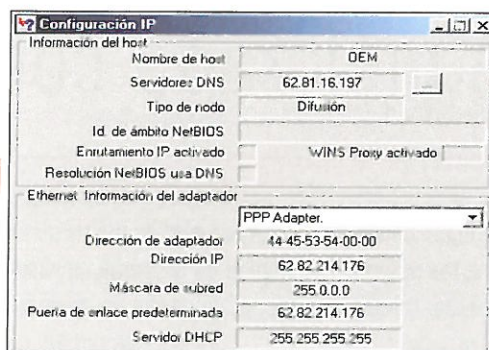 Configuración IP
Información del host
Nombre de host OEM
Servidores DNS 62.81.16.197 ...
Tipo de nodo Difusión
Id. de ámbito NetBIOS
Enrutamiento IP activado WINS Proxy activado
Resolución NetBIOS usa DNS
Ethernet Información del adaptador
PPP Adapter.
Dirección de adaptador 44-45-53-54-00-00
Dirección IP 62.82.214.176
Máscara de subred 255.0.0.0
Puerta de enlace predeterminada 62.82.214.176
Servidor DHCP 255.255.255.255